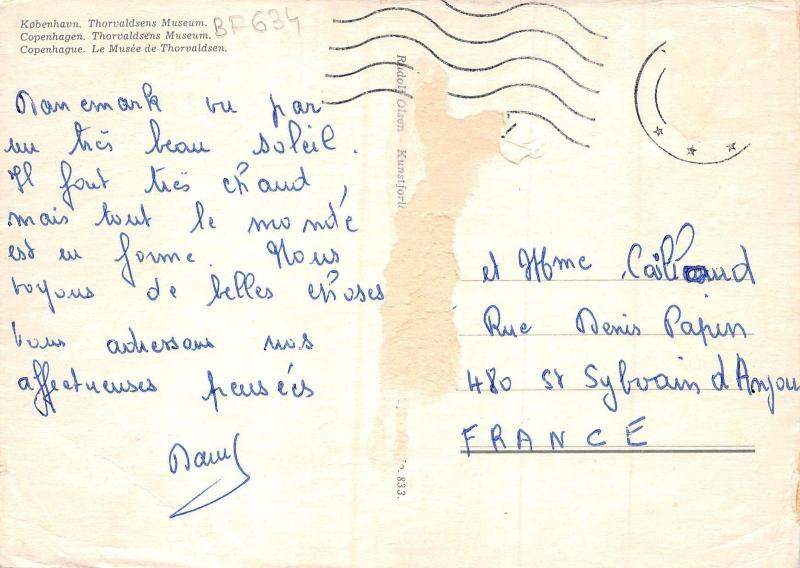 København. Thorvaldsens Museum.
Copenhagen. Thorvaldsens Museum.
Copenhague. Le Musée de Thorvaldsen.
BF634
Danemark vu par
un très beau soleil.
Il fait très chaud,
mais tout le monde
est en forme. Nous
voyons de belles choses
Vous adressons nos
affectueuses pensées
Rudolf Olsen Kunstforl
833.
et Mme
Rue Denis Papin
480 St Sylvain d'Anjou
FRANCE